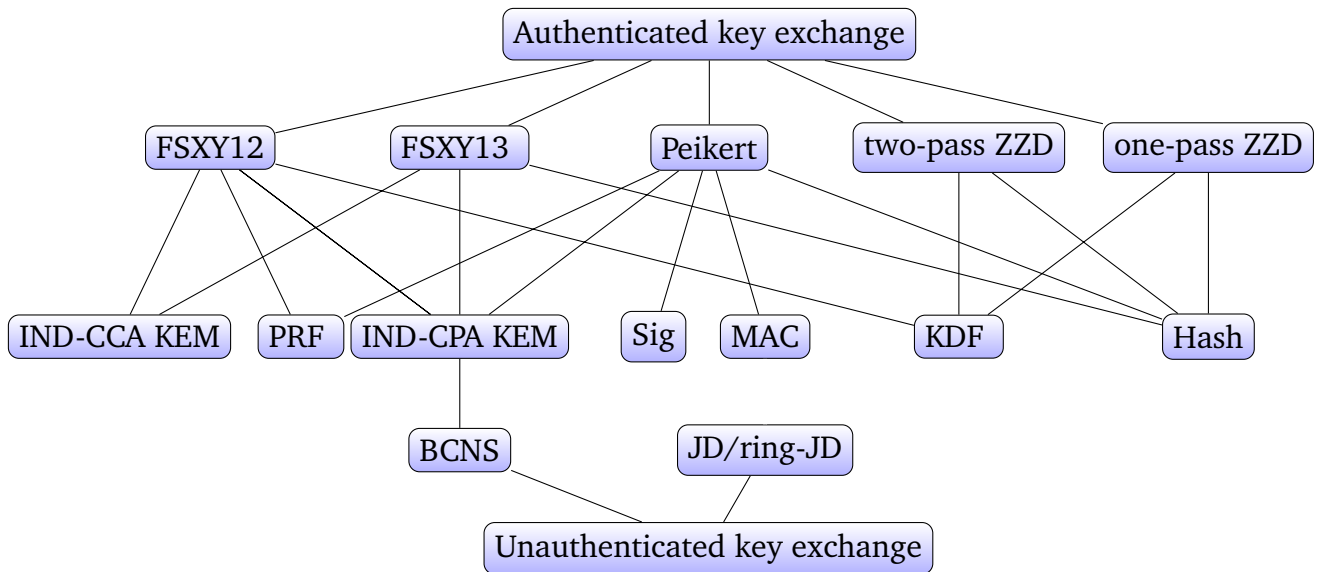 Authenticated key exchange
FSXY12
FSXY13
Peikert
two-pass ZZD
one-pass ZZD
IND-CCA KEM
PRF
IND-CPA KEM
Sig
MAC
KDF
Hash
BCNS
JD/ring-JD
Unauthenticated key exchange